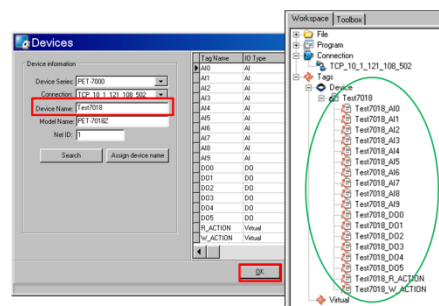 Devices
Device information
Device Series: PET-7000
Connection: TCP_10_1_121_108_502
Device Name: Test7018
Model Name: PET-7018Z
Net ID: 1
Search Assign device name
Tag Name IO Type
AI0 AI
AI1 AI
AI2 AI
AI3 AI
AI4 AI
AI5 AI
AI6 AI
AI7 AI
AI8 AI
AI9 AI
DO0 DO
DO1 DO
DO2 DO
DO3 DO
DO4 DO
DO5 DO
R_ACTION Virtual
W_ACTION Virtual
OK
Workspace Toolbox
File
Program
Connection
TCP_10_1_121_108_502
Tags
Device
Test7018
Test7018_AI0
Test7018_AI1
Test7018_AI2
Test7018_AI3
Test7018_AI4
Test7018_AI5
Test7018_AI6
Test7018_AI7
Test7018_AI8
Test7018_AI9
Test7018_DO0
Test7018_DO1
Test7018_DO2
Test7018_DO3
Test7018_DO4
Test7018_DO5
Test7018_R_ACTION
Test7018_W_ACTION
Virtual